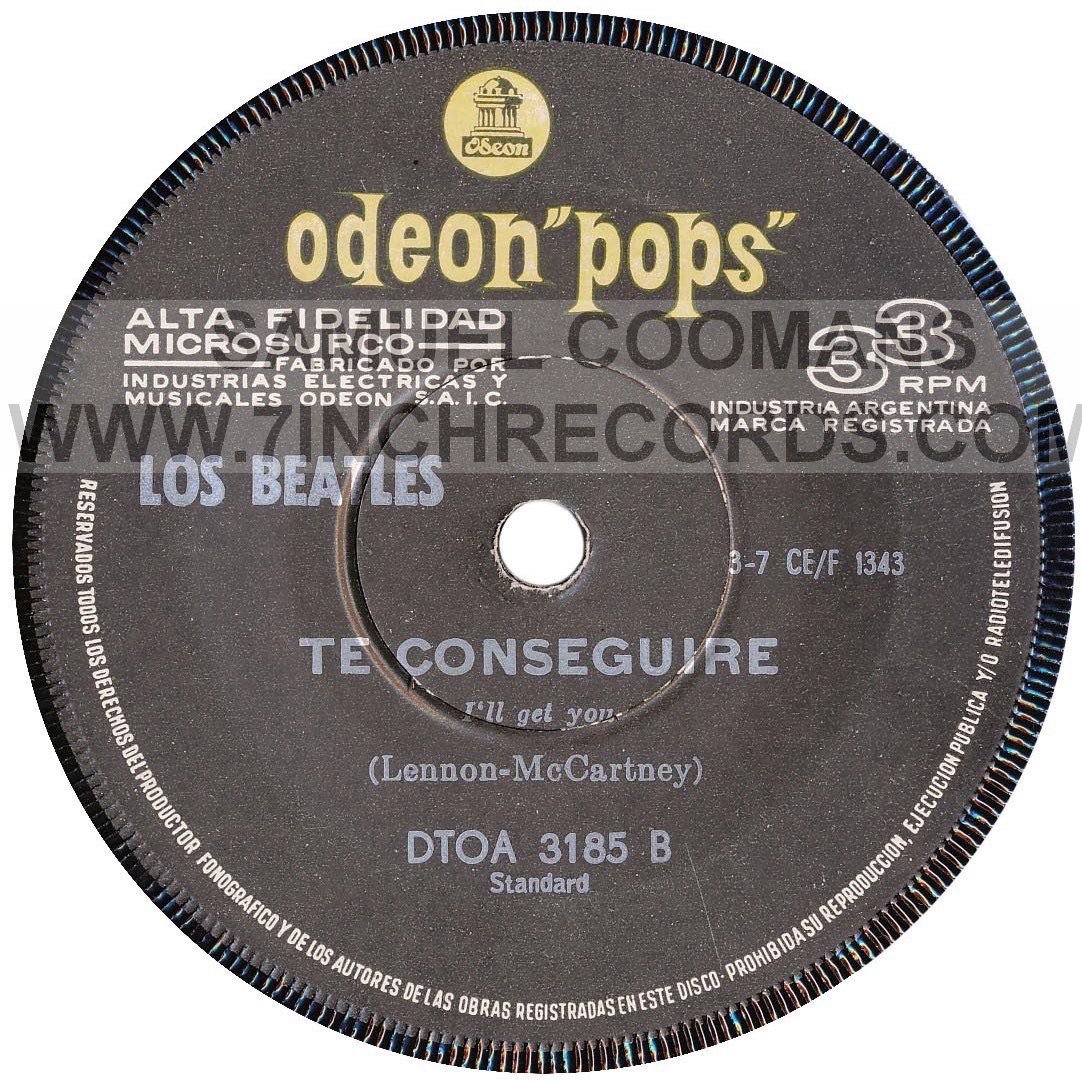 Odeon
odeon "pops"
ALTA FIDELIDAD
MICROSURCO
FABRICADO POR
INDUSTRIAS ELECTRICAS Y
MUSICALES ODEON S.A.I.C.
33
RPM
INDUSTRIA ARGENTINA
MARCA REGISTRADA
SAMUEL COOMANS
WWW.7INCHRECORDS.COM
LOS BEATLES
3-7 CE/F 1343
TE CONSEGUIRE
I'll get you
(Lennon-McCartney)
DTOA 3185 B
Standard
RESERVADOS TODOS LOS DERECHOS DEL PRODUCTOR FONOGRAFICO Y DE LOS AUTORES DE LAS OBRAS REGISTRADAS EN ESTE DISCO-PROHIBIDA SU REPRODUCCION, EJECUCION PUBLICA Y/O RADIOTELEDIFUSION